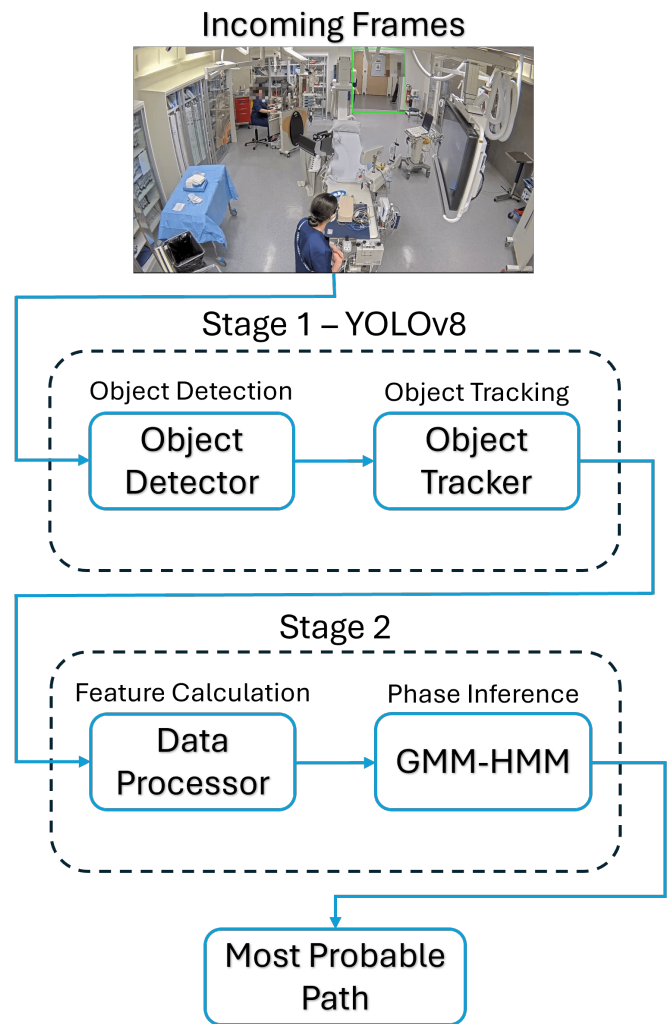 Incoming Frames
Stage 1 – YOLOv8
Object Detection
Object Tracking
Object
Detector
Object
Tracker
Stage 2
Feature Calculation
Phase Inference
Data
Processor
GMM-HMM
Most Probable
Path